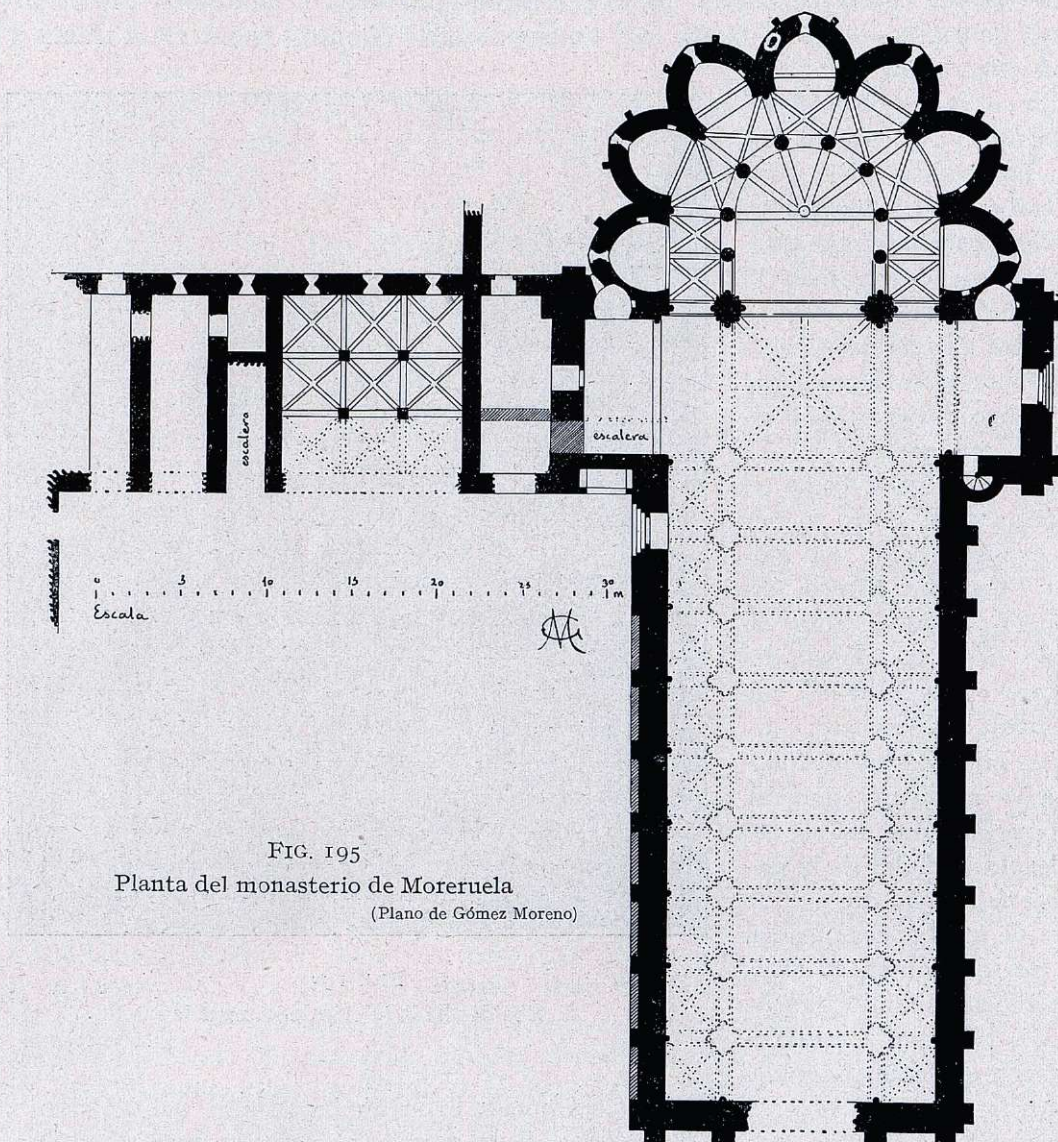 escalera
escalera
0 5 10 15 20 25 30 m
Escala
FIG. 195
Planta del monasterio de Moreruela
(Plano de Gómez Moreno)